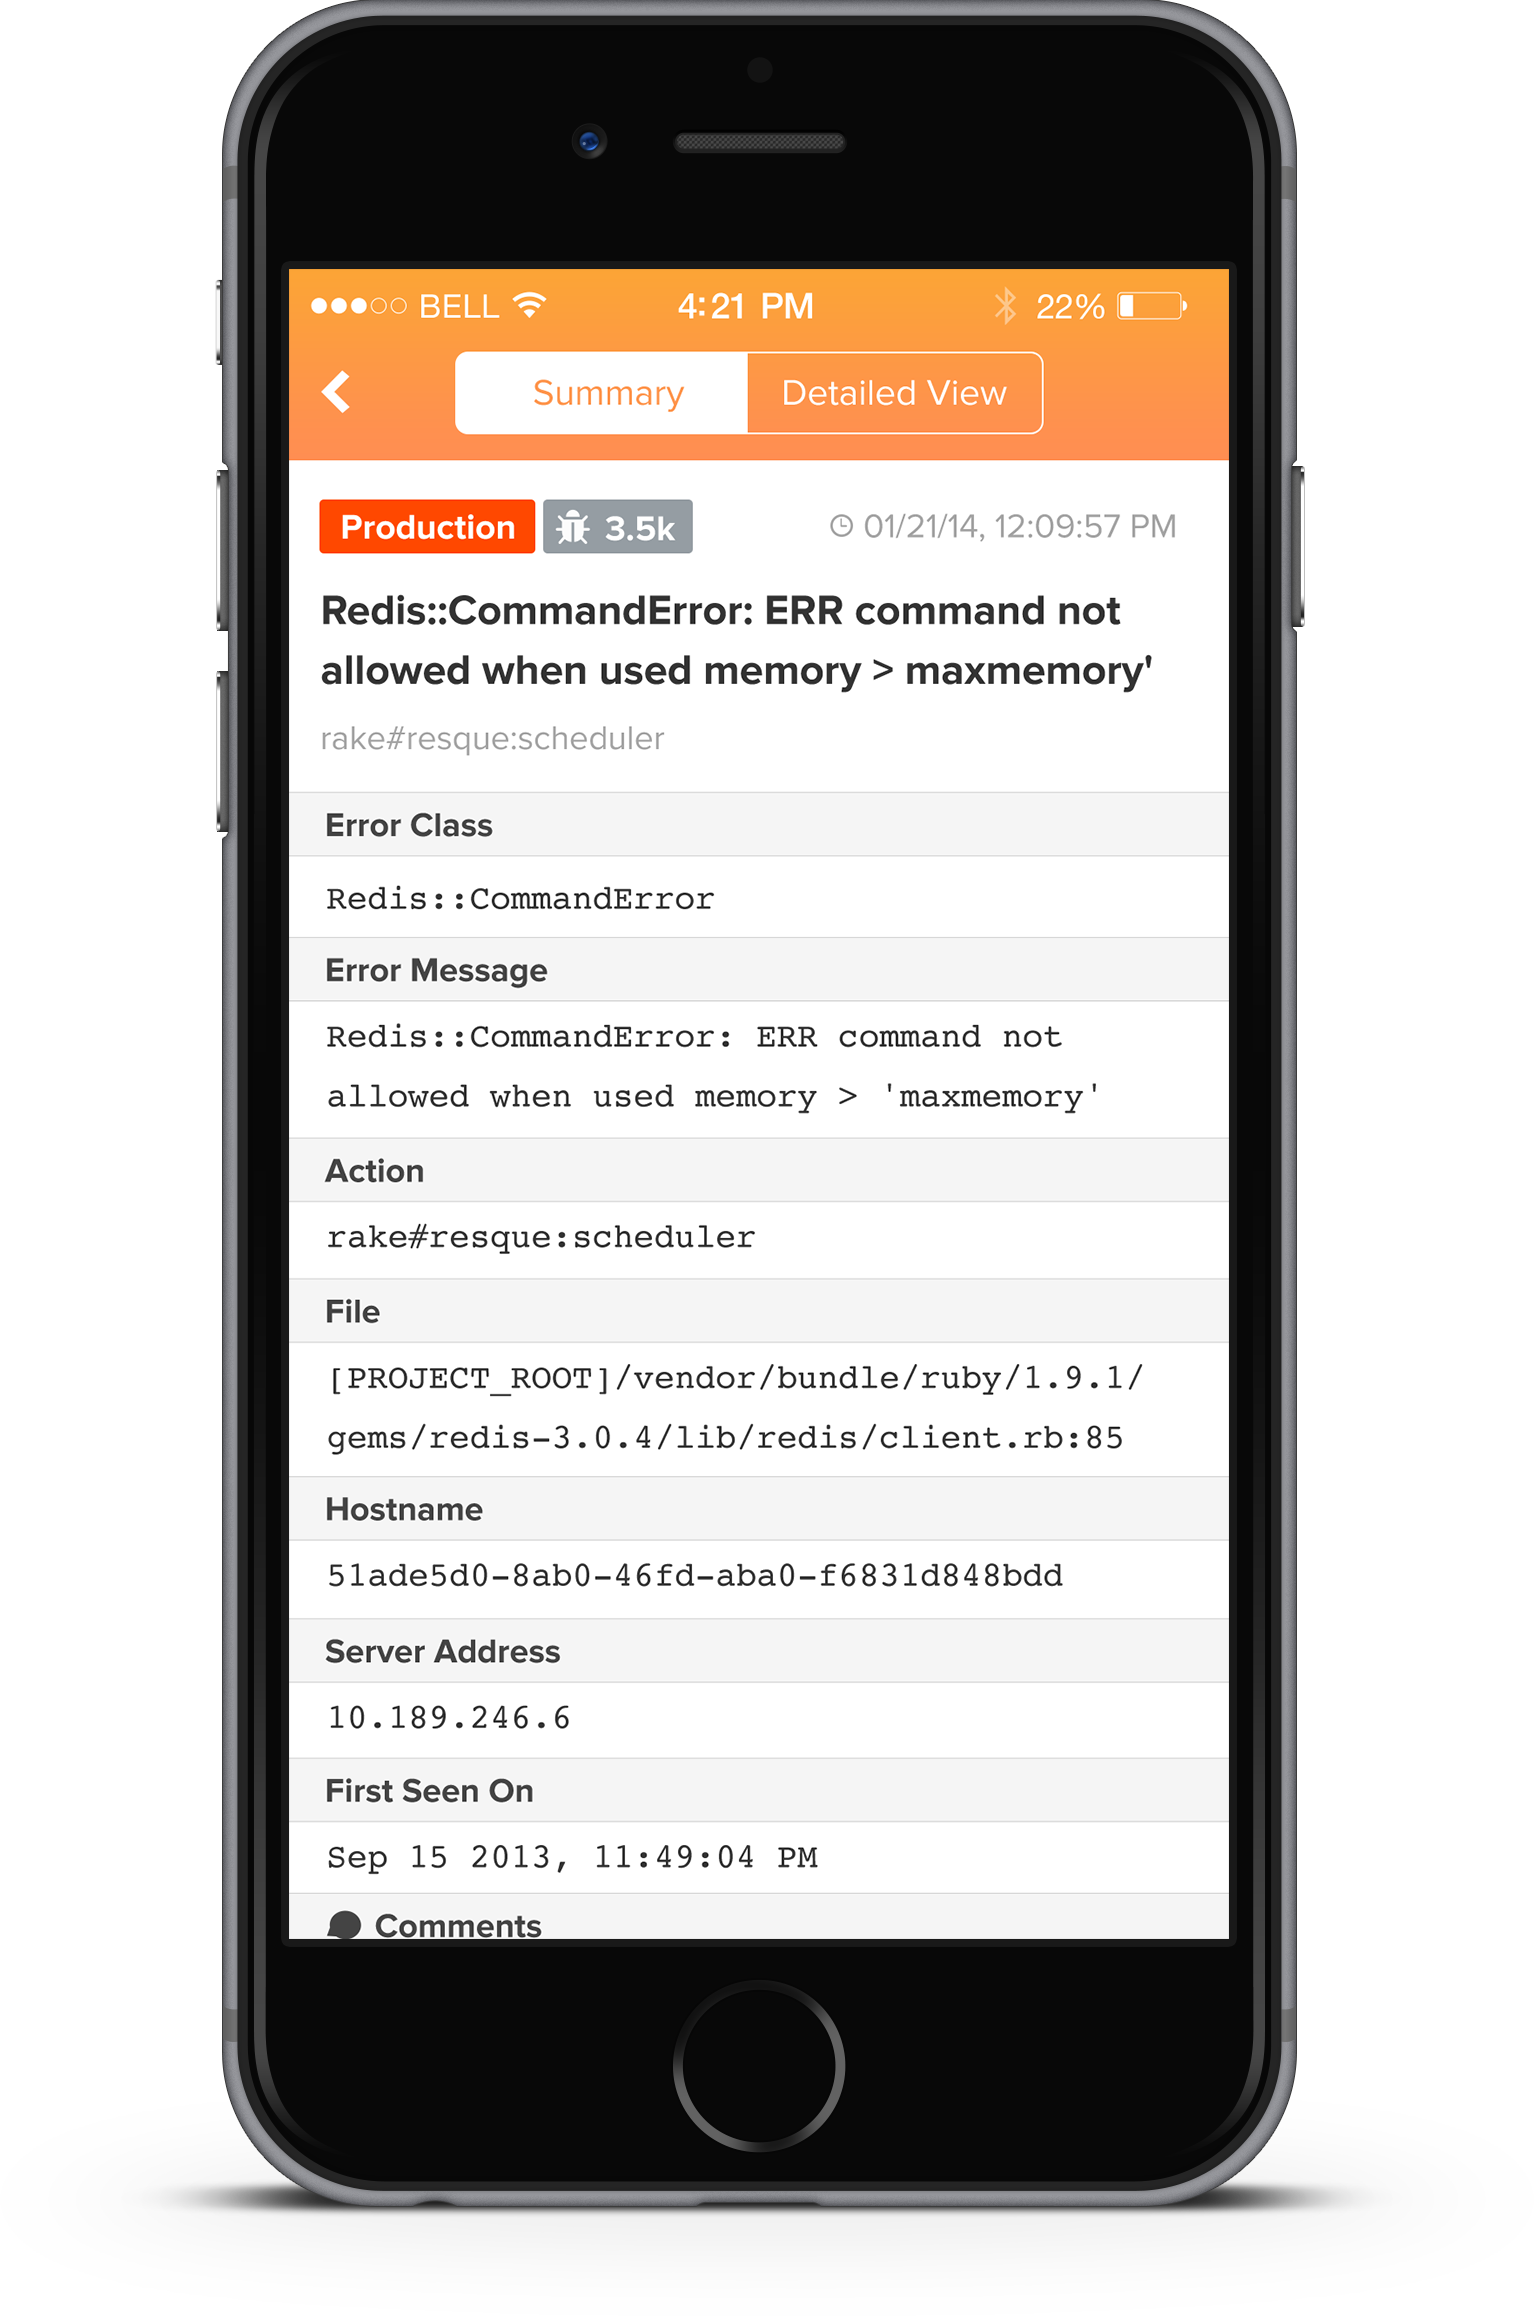 BELL 4:21 PM 22%
Summary Detailed View
Production 3.5k 01/21/14, 12:09:57 PM
Redis::CommandError: ERR command not
allowed when used memory > maxmemory'
rake#resque:scheduler
Error Class
Redis::CommandError
Error Message
Redis::CommandError: ERR command not
allowed when used memory > 'maxmemory'
Action
rake#resque:scheduler
File
[PROJECT_ROOT]/vendor/bundle/ruby/1.9.1/
gems/redis-3.0.4/lib/redis/client.rb:85
Hostname
51ade5d0-8ab0-46fd-aba0-f6831d848bdd
Server Address
10.189.246.6
First Seen On
Sep 15 2013, 11:49:04 PM
Comments